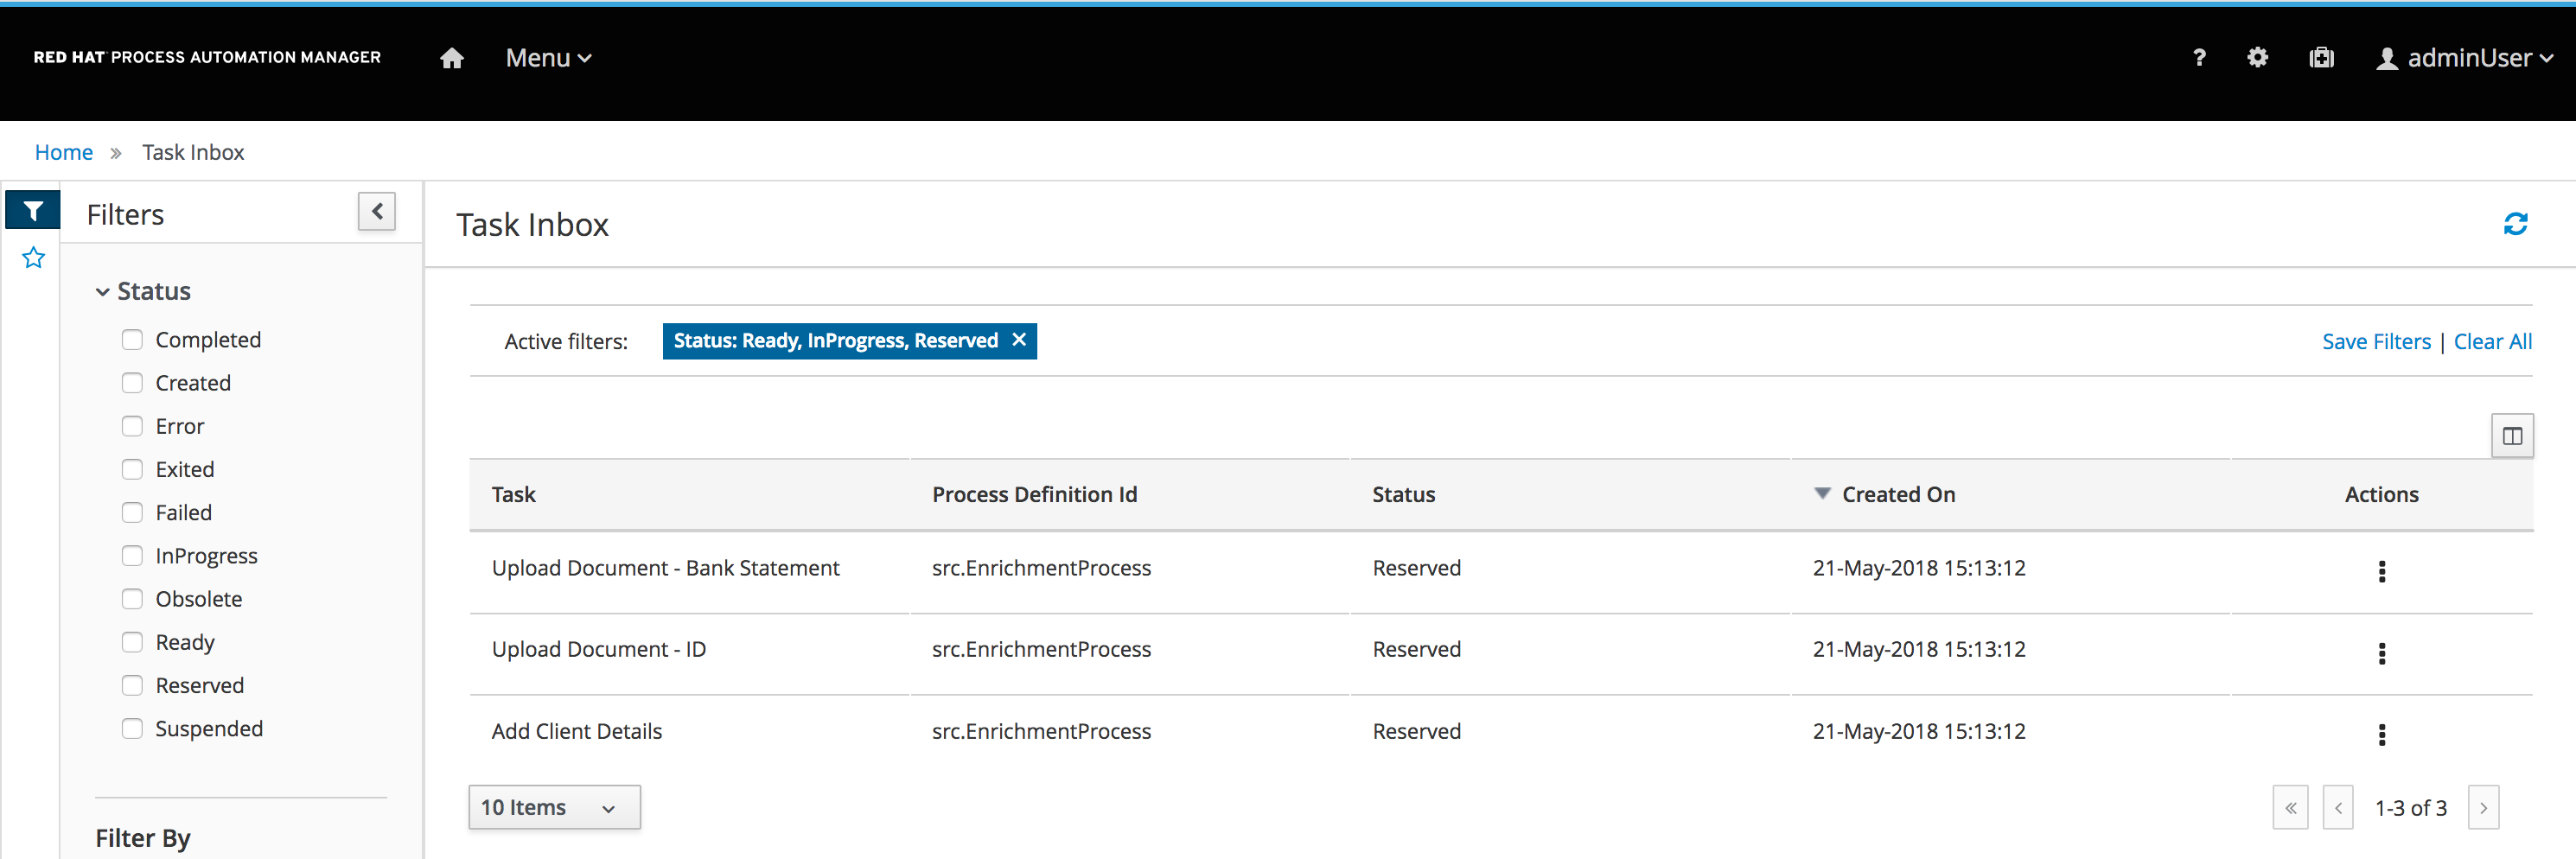 RED HAT PROCESS AUTOMATION MANAGER Menu ? adminUser
Home » Task Inbox
Filters
Task Inbox
Status
Completed
Created
Error
Exited
Failed
InProgress
Obsolete
Ready
Reserved
Suspended
Filter By
Active filters: Status: Ready, InProgress, Reserved × Save Filters | Clear All
Task Process Definition Id Status Created On Actions
Upload Document - Bank Statement src.EnrichmentProcess Reserved 21-May-2018 15:13:12
Upload Document - ID src.EnrichmentProcess Reserved 21-May-2018 15:13:12
Add Client Details src.EnrichmentProcess Reserved 21-May-2018 15:13:12
10 Items « ‹ 1-3 of 3 ›